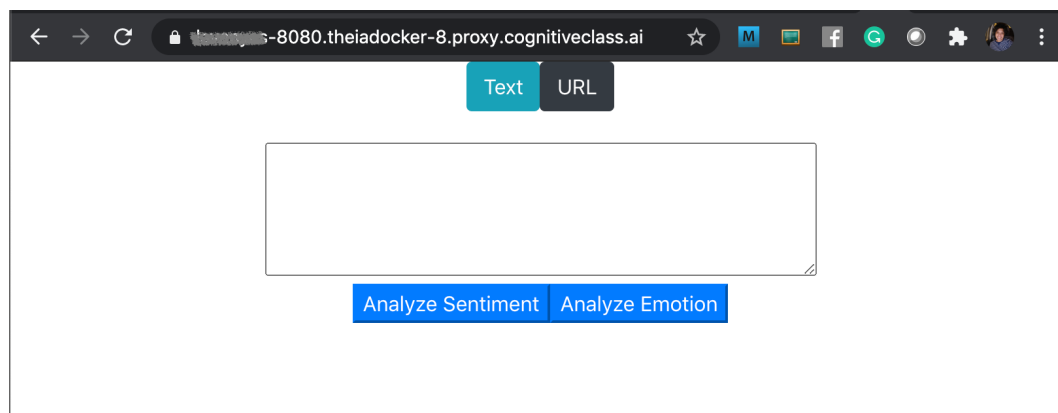 s-8080.theiadocker-8.proxy.cognitiveclass.ai
Text URL
Analyze Sentiment Analyze Emotion